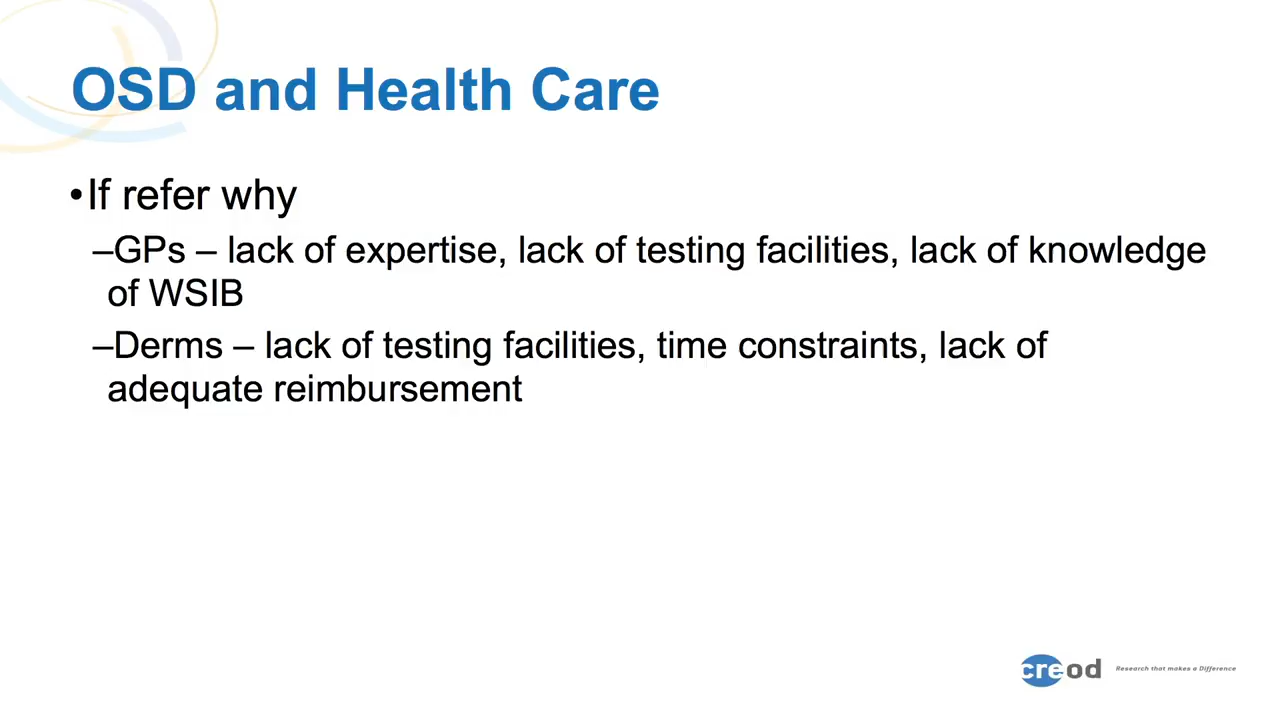 OSD and Health Care
•If refer why
–GPs – lack of expertise, lack of testing facilities, lack of knowledge
of WSIB
–Derms – lack of testing facilities, time constraints, lack of
adequate reimbursement
creod Research that makes a Difference